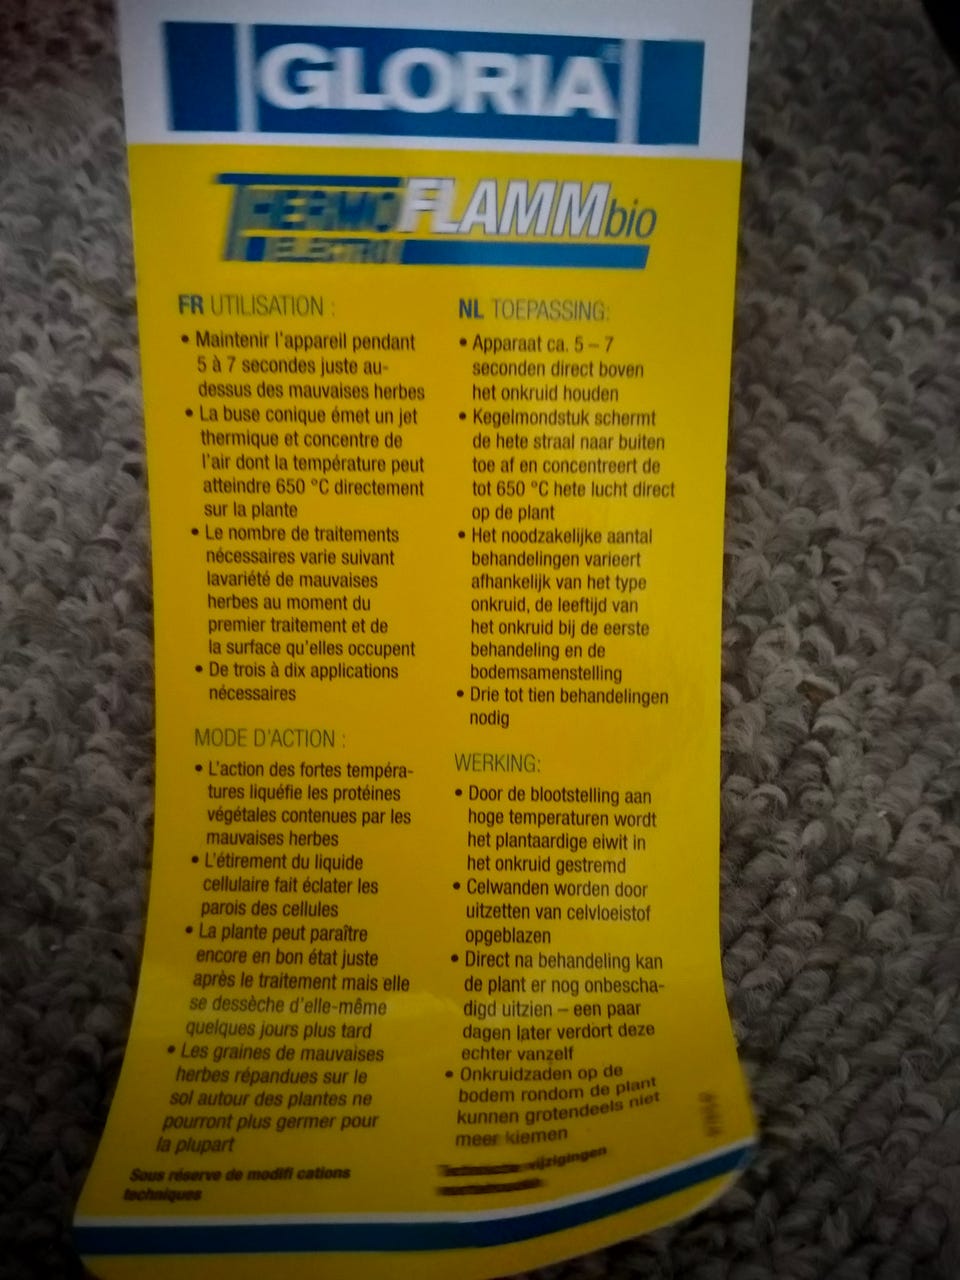 GLORIA
THERMO FLAMM bio
ELECTRO
FR UTILISATION :
• Maintenir l'appareil pendant
5 à 7 secondes juste au-
dessus des mauvaises herbes
• La buse conique émet un jet
thermique et concentre de
l'air dont la température peut
atteindre 650 °C directement
sur la plante
• Le nombre de traitements
nécessaires varie suivant
lavariété de mauvaises
herbes au moment du
premier traitement et de
la surface qu'elles occupent
• De trois à dix applications
nécessaires
MODE D'ACTION :
• L'action des fortes tempéra-
tures liquéfie les protéines
végétales contenues par les
mauvaises herbes
• L'étirement du liquide
cellulaire fait éclater les
parois des cellules
• La plante peut paraître
encore en bon état juste
après le traitement mais elle
se dessèche d'elle-même
quelques jours plus tard
• Les graines de mauvaises
herbes répandues sur le
sol autour des plantes ne
pourront plus germer pour
la plupart
Sous réserve de modifi cations
techniques
NL TOEPASSING:
• Apparaat ca. 5 – 7
seconden direct boven
het onkruid houden
• Kegelmondstuk schermt
de hete straal naar buiten
toe af en concentreert de
tot 650 °C hete lucht direct
op de plant
• Het noodzakelijke aantal
behandelingen varieert
afhankelijk van het type
onkruid, de leeftijd van
het onkruid bij de eerste
behandeling en de
bodemsamenstelling
• Drie tot tien behandelingen
nodig
WERKING:
• Door de blootstelling aan
hoge temperaturen wordt
het plantaardige eiwit in
het onkruid gestremd
• Celwanden worden door
uitzetten van celvloeistof
opgeblazen
• Direct na behandeling kan
de plant er nog onbescha-
digd uitzien – een paar
dagen later verdort deze
echter vanzelf
• Onkruidzaden op de
bodem rondom de plant
kunnen grotendeels niet
meer kiemen